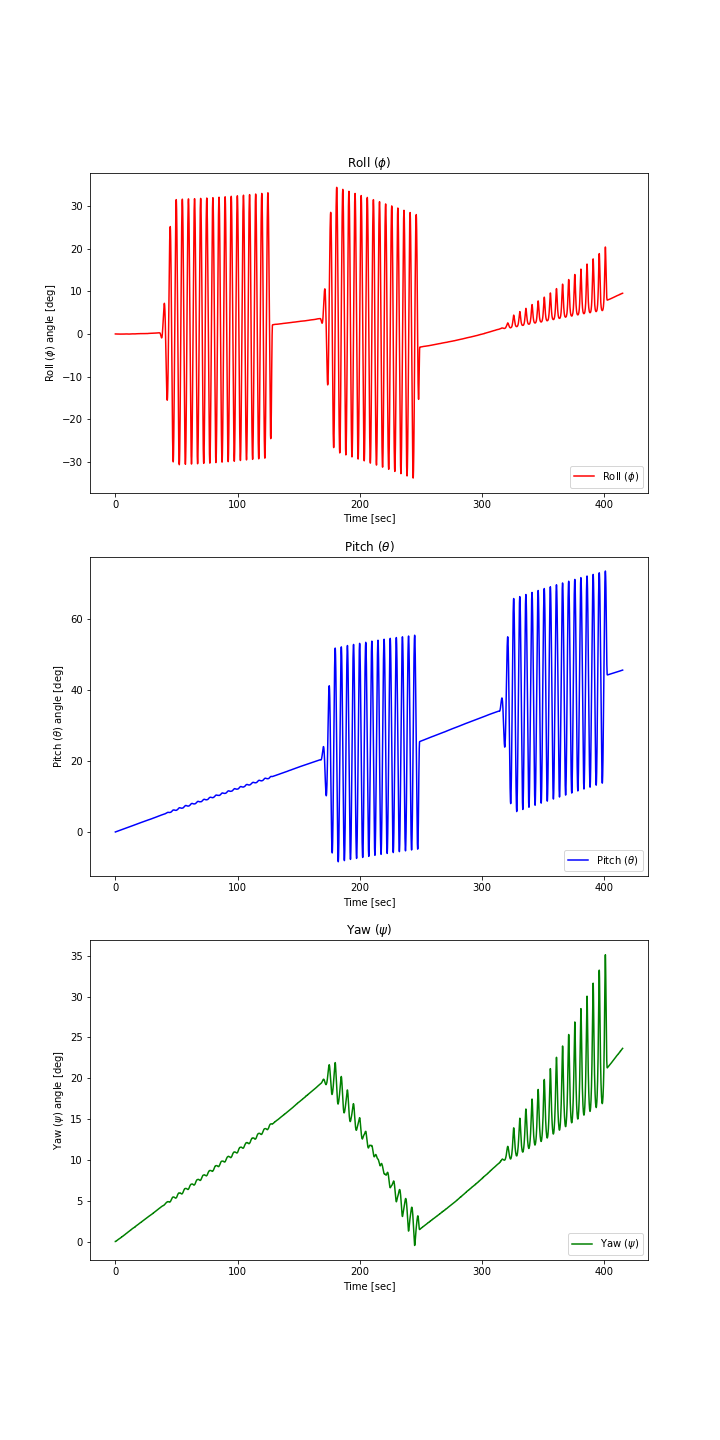 Roll (ϕ)
Roll (ϕ) angle [deg]
30
20
10
0
−10
−20
−30
0 100 200 300 400
Time [sec]
Roll (ϕ)
Pitch (θ)
Pitch (θ) angle [deg]
60
40
20
0
0 100 200 300 400
Time [sec]
Pitch (θ)
Yaw (ψ)
Yaw (ψ) angle [deg]
35
30
25
20
15
10
5
0
0 100 200 300 400
Time [sec]
Yaw (ψ)